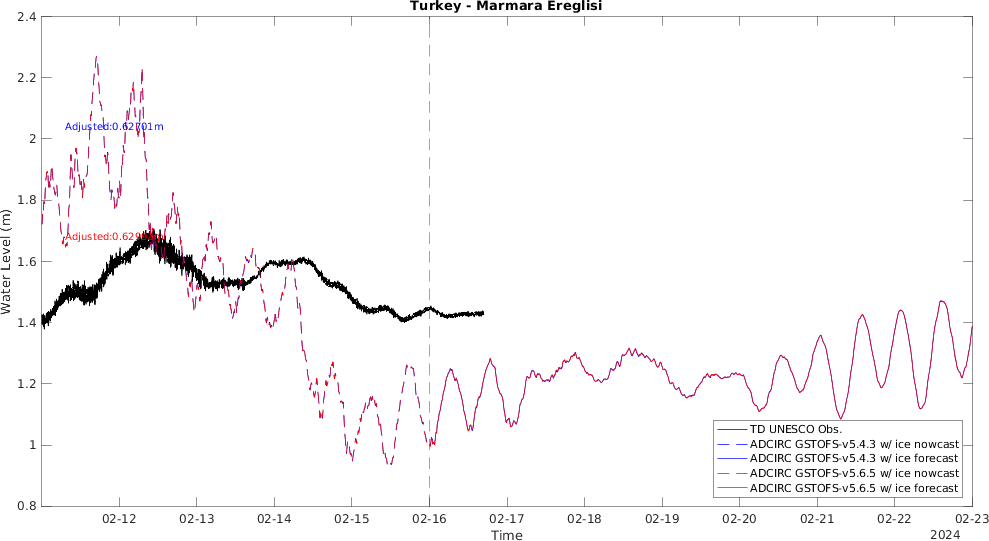 Turkey - Marmara Ereglisi
Water Level (m)
2.4
2.2
2
1.8
1.6
1.4
1.2
1
0.8
Adjusted:0.62701m
02-12
02-13
02-14
02-15
02-16
02-17
02-18
02-19
02-20
02-21
02-22
02-23
Time
2024
TD UNESCO Obs.
ADCIRC GSTOFS-v5.4.3 w/ ice nowcast
ADCIRC GSTOFS-v5.4.3 w/ ice forecast
ADCIRC GSTOFS-v5.6.5 w/ ice nowcast
ADCIRC GSTOFS-v5.6.5 w/ ice forecast